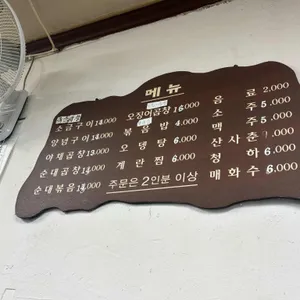 메뉴
소금구이 14,000
양념구이 14,000
야채곱창 13,000
순대곱창 14,000
순대볶음 14,000
오징어곱창 16,000
볶음밥 4.000
오뎅탕 6.000
계란찜 6.000
주문은 2인분 이상
음료 2.000
소주 5.000
맥주 5.000
산사춘 7.000
청하 6.000
매화수 6.000